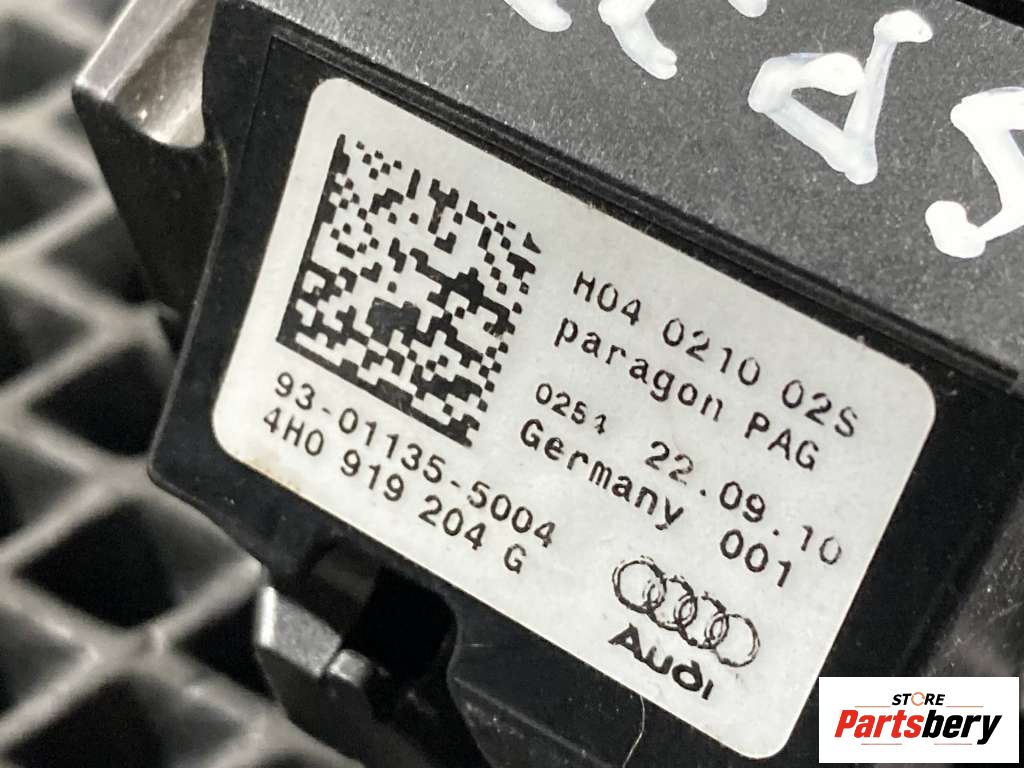 H04 0210 02S
paragon PAG
0254 22.09.10
Germany 001
93-01135-5004
4H0 919 204 G
Audi
STORE
Partsbery